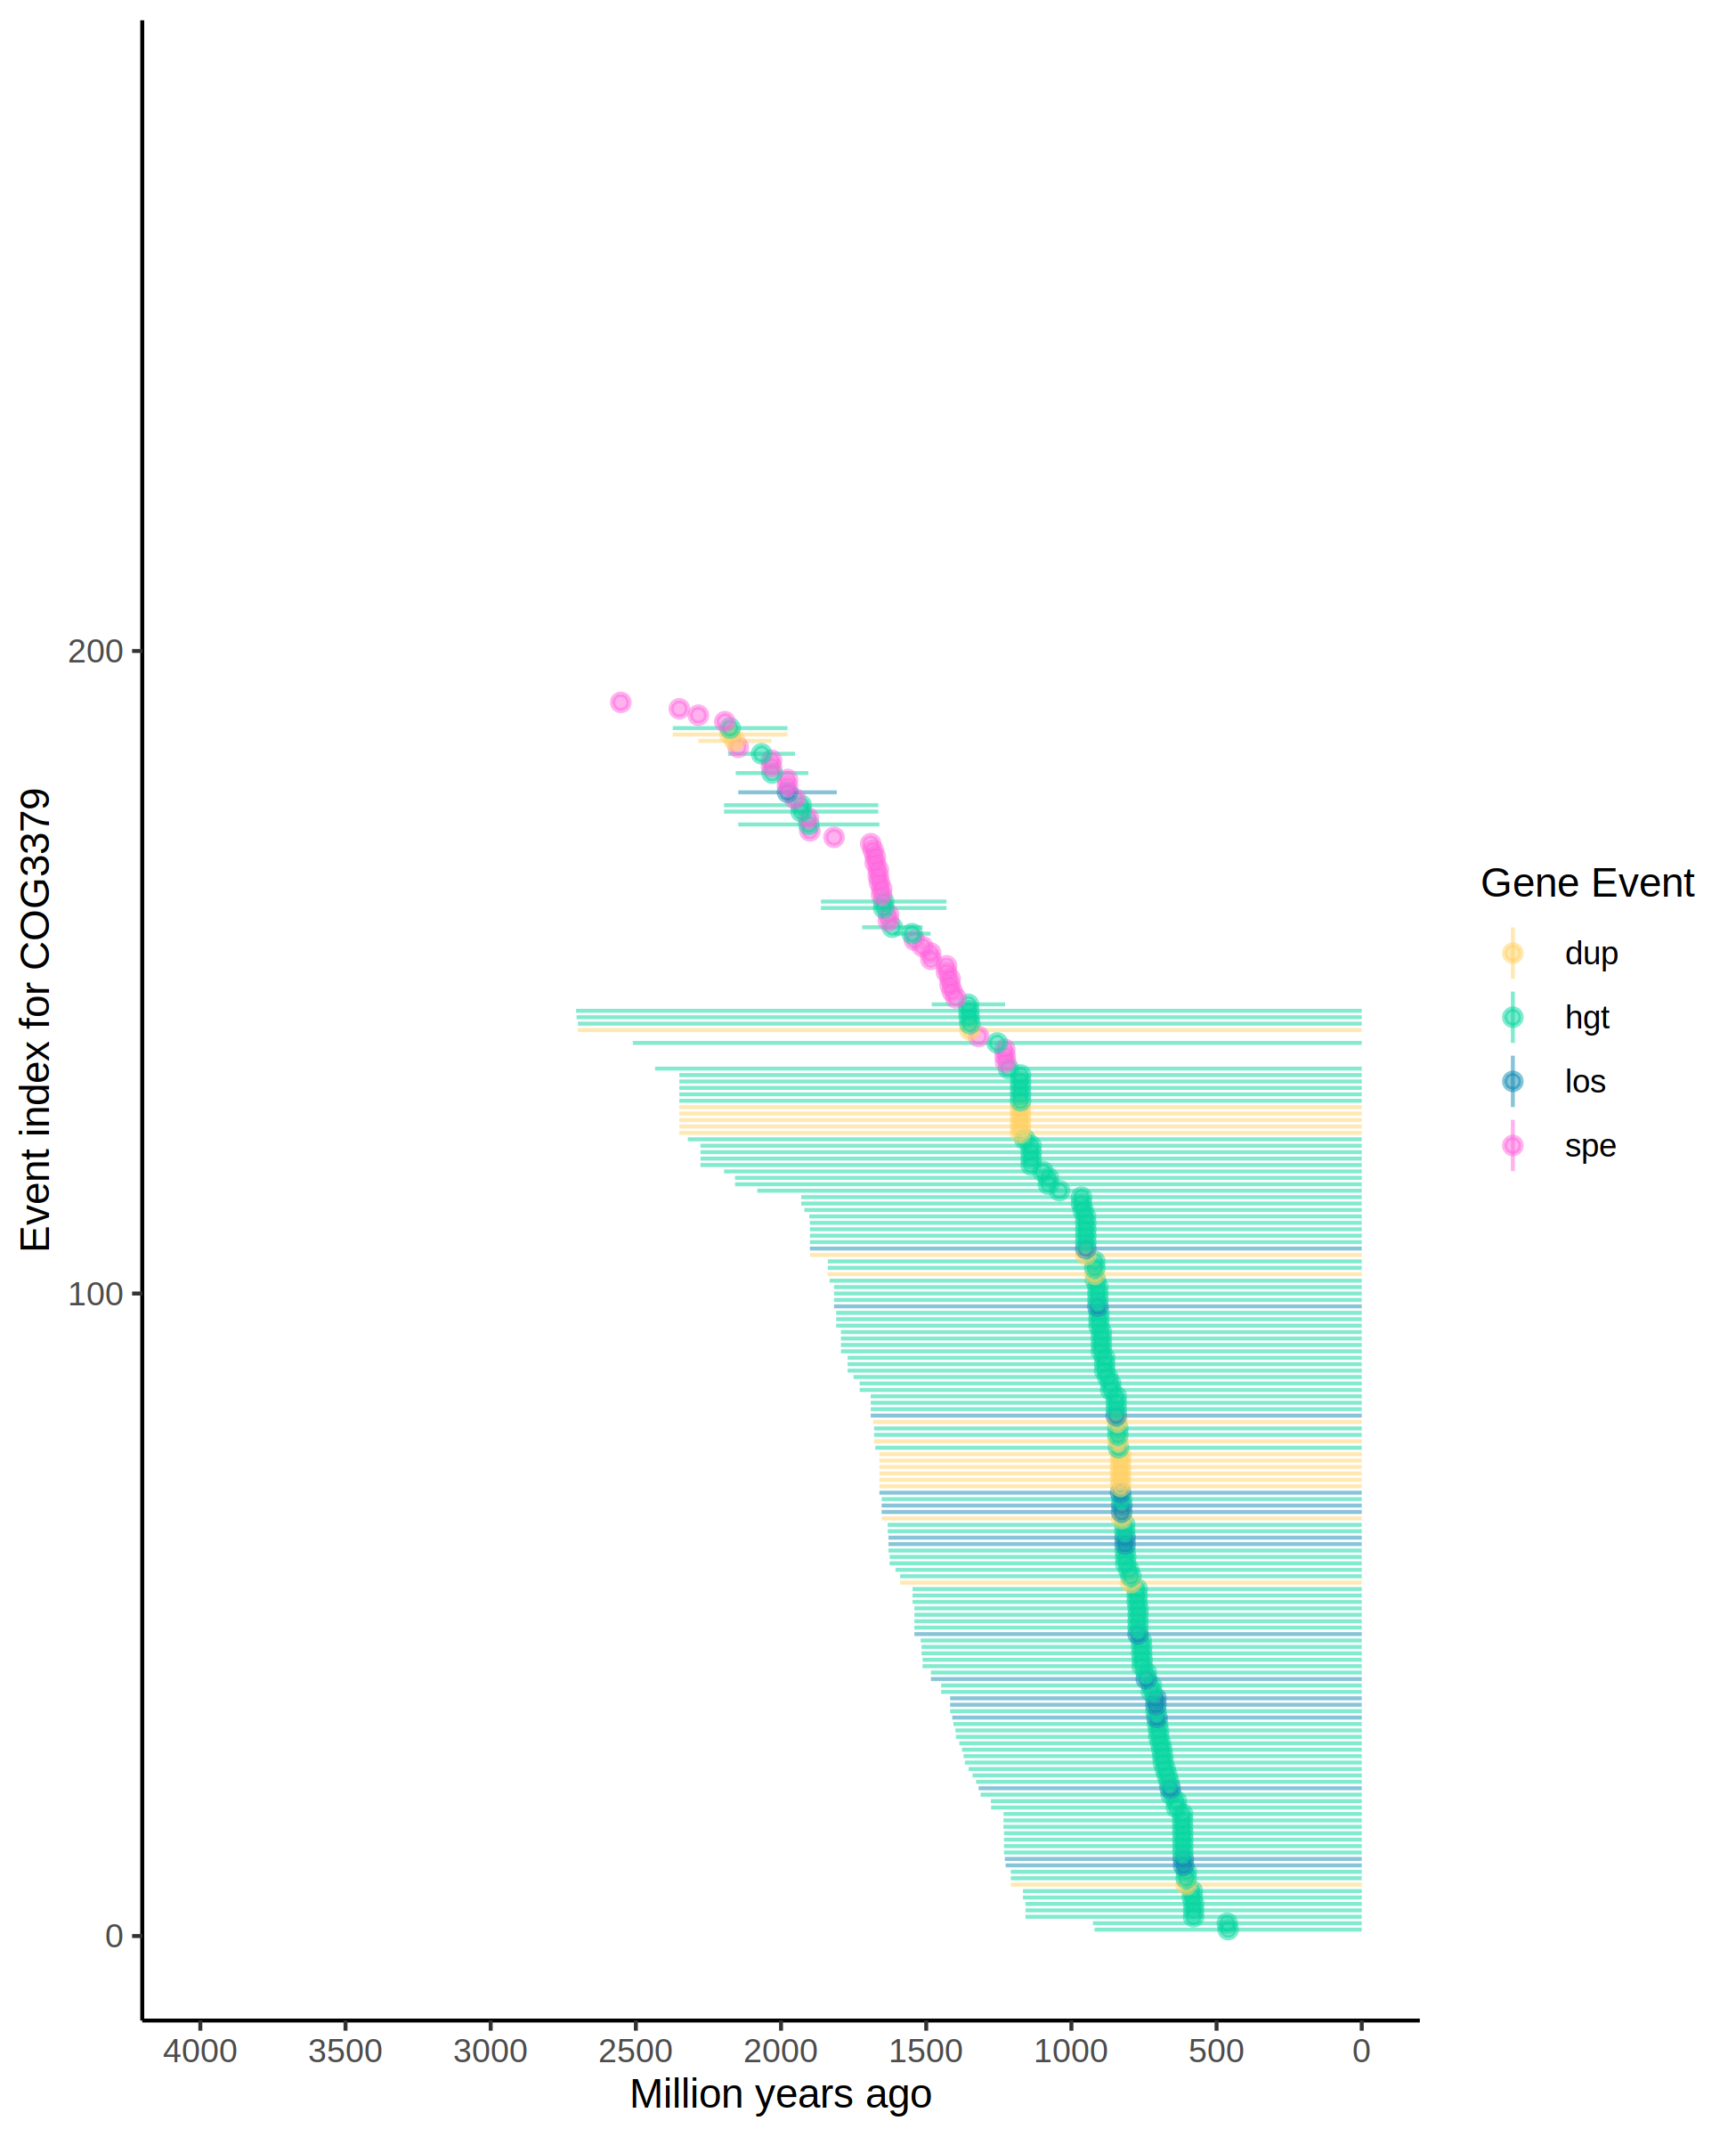 Event index for COG3379
200
100
0
4000 3500 3000 2500 2000 1500 1000 500 0
Million years ago
Gene Event
dup
hgt
los
spe